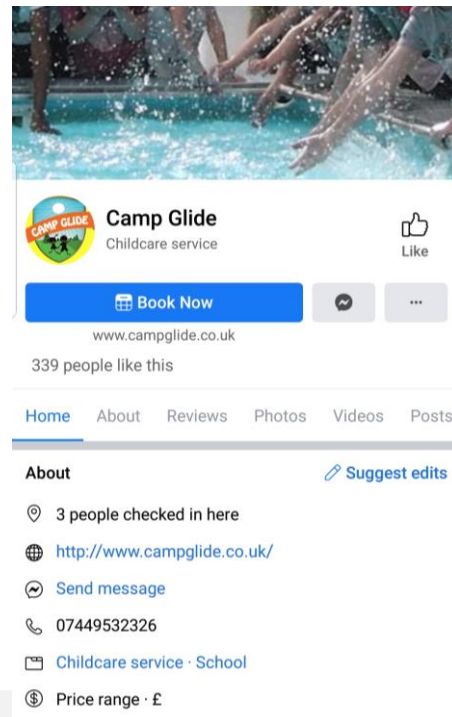 CAMP GLIDE
Camp Glide
Childcare service
Like
Book Now
www.campglide.co.uk
339 people like this
Home About Reviews Photos Videos Posts
About
Suggest edits
3 people checked in here
http://www.campglide.co.uk/
Send message
07449532326
Childcare service · School
Price range · £